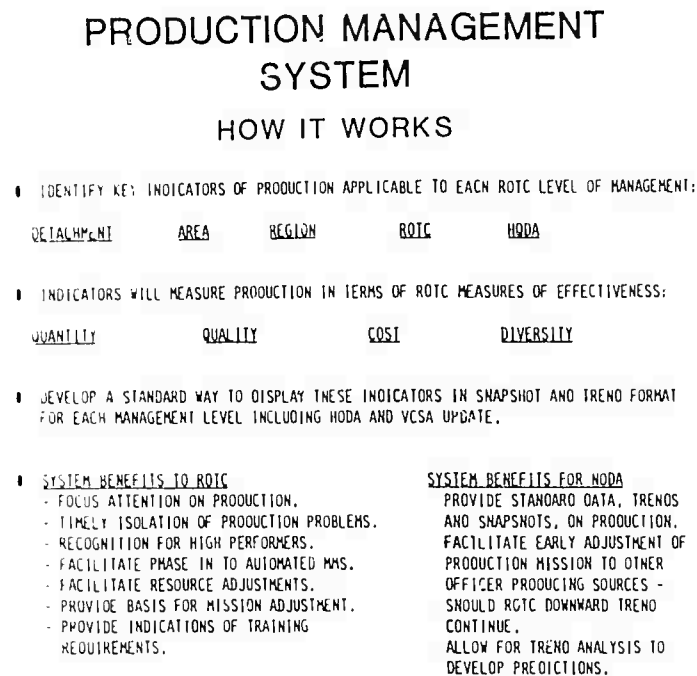 PRODUCTION MANAGEMENT
SYSTEM
HOW IT WORKS
IDENTIFY KEY INDICATORS OF PRODUCTION APPLICABLE TO EACH ROTC LEVEL OF MANAGEMENT:
DETACHMENT AREA REGION ROTC HQDA
INDICATORS WILL MEASURE PRODUCTION IN TERMS OF ROTC MEASURES OF EFFECTIVENESS:
QUANTITY QUALITY COST DIVERSITY
DEVELOP A STANDARD WAY TO DISPLAY THESE INDICATORS IN SNAPSHOT AND TREND FORMAT
FOR EACH MANAGEMENT LEVEL INCLUDING HQDA AND VCSA UPDATE.
SYSTEM BENEFITS TO ROTC
- FOCUS ATTENTION ON PRODUCTION.
- TIMELY ISOLATION OF PRODUCTION PROBLEMS.
- RECOGNITION FOR HIGH PERFORMERS.
- FACILITATE PHASE IN TO AUTOMATED MMS.
- FACILITATE RESOURCE ADJUSTMENTS.
- PROVIDE BASIS FOR MISSION ADJUSTMENT.
- PROVIDE INDICATIONS OF TRAINING
REQUIREMENTS.
SYSTEM BENEFITS FOR HQDA
PROVIDE STANDARD DATA, TRENDS
AND SNAPSHOTS, ON PRODUCTION.
FACILITATE EARLY ADJUSTMENT OF
PRODUCTION MISSION TO OTHER
OFFICER PRODUCING SOURCES -
SHOULD ROTC DOWNWARD TREND
CONTINUE.
ALLOW FOR TREND ANALYSIS TO
DEVELOP PREDICTIONS.